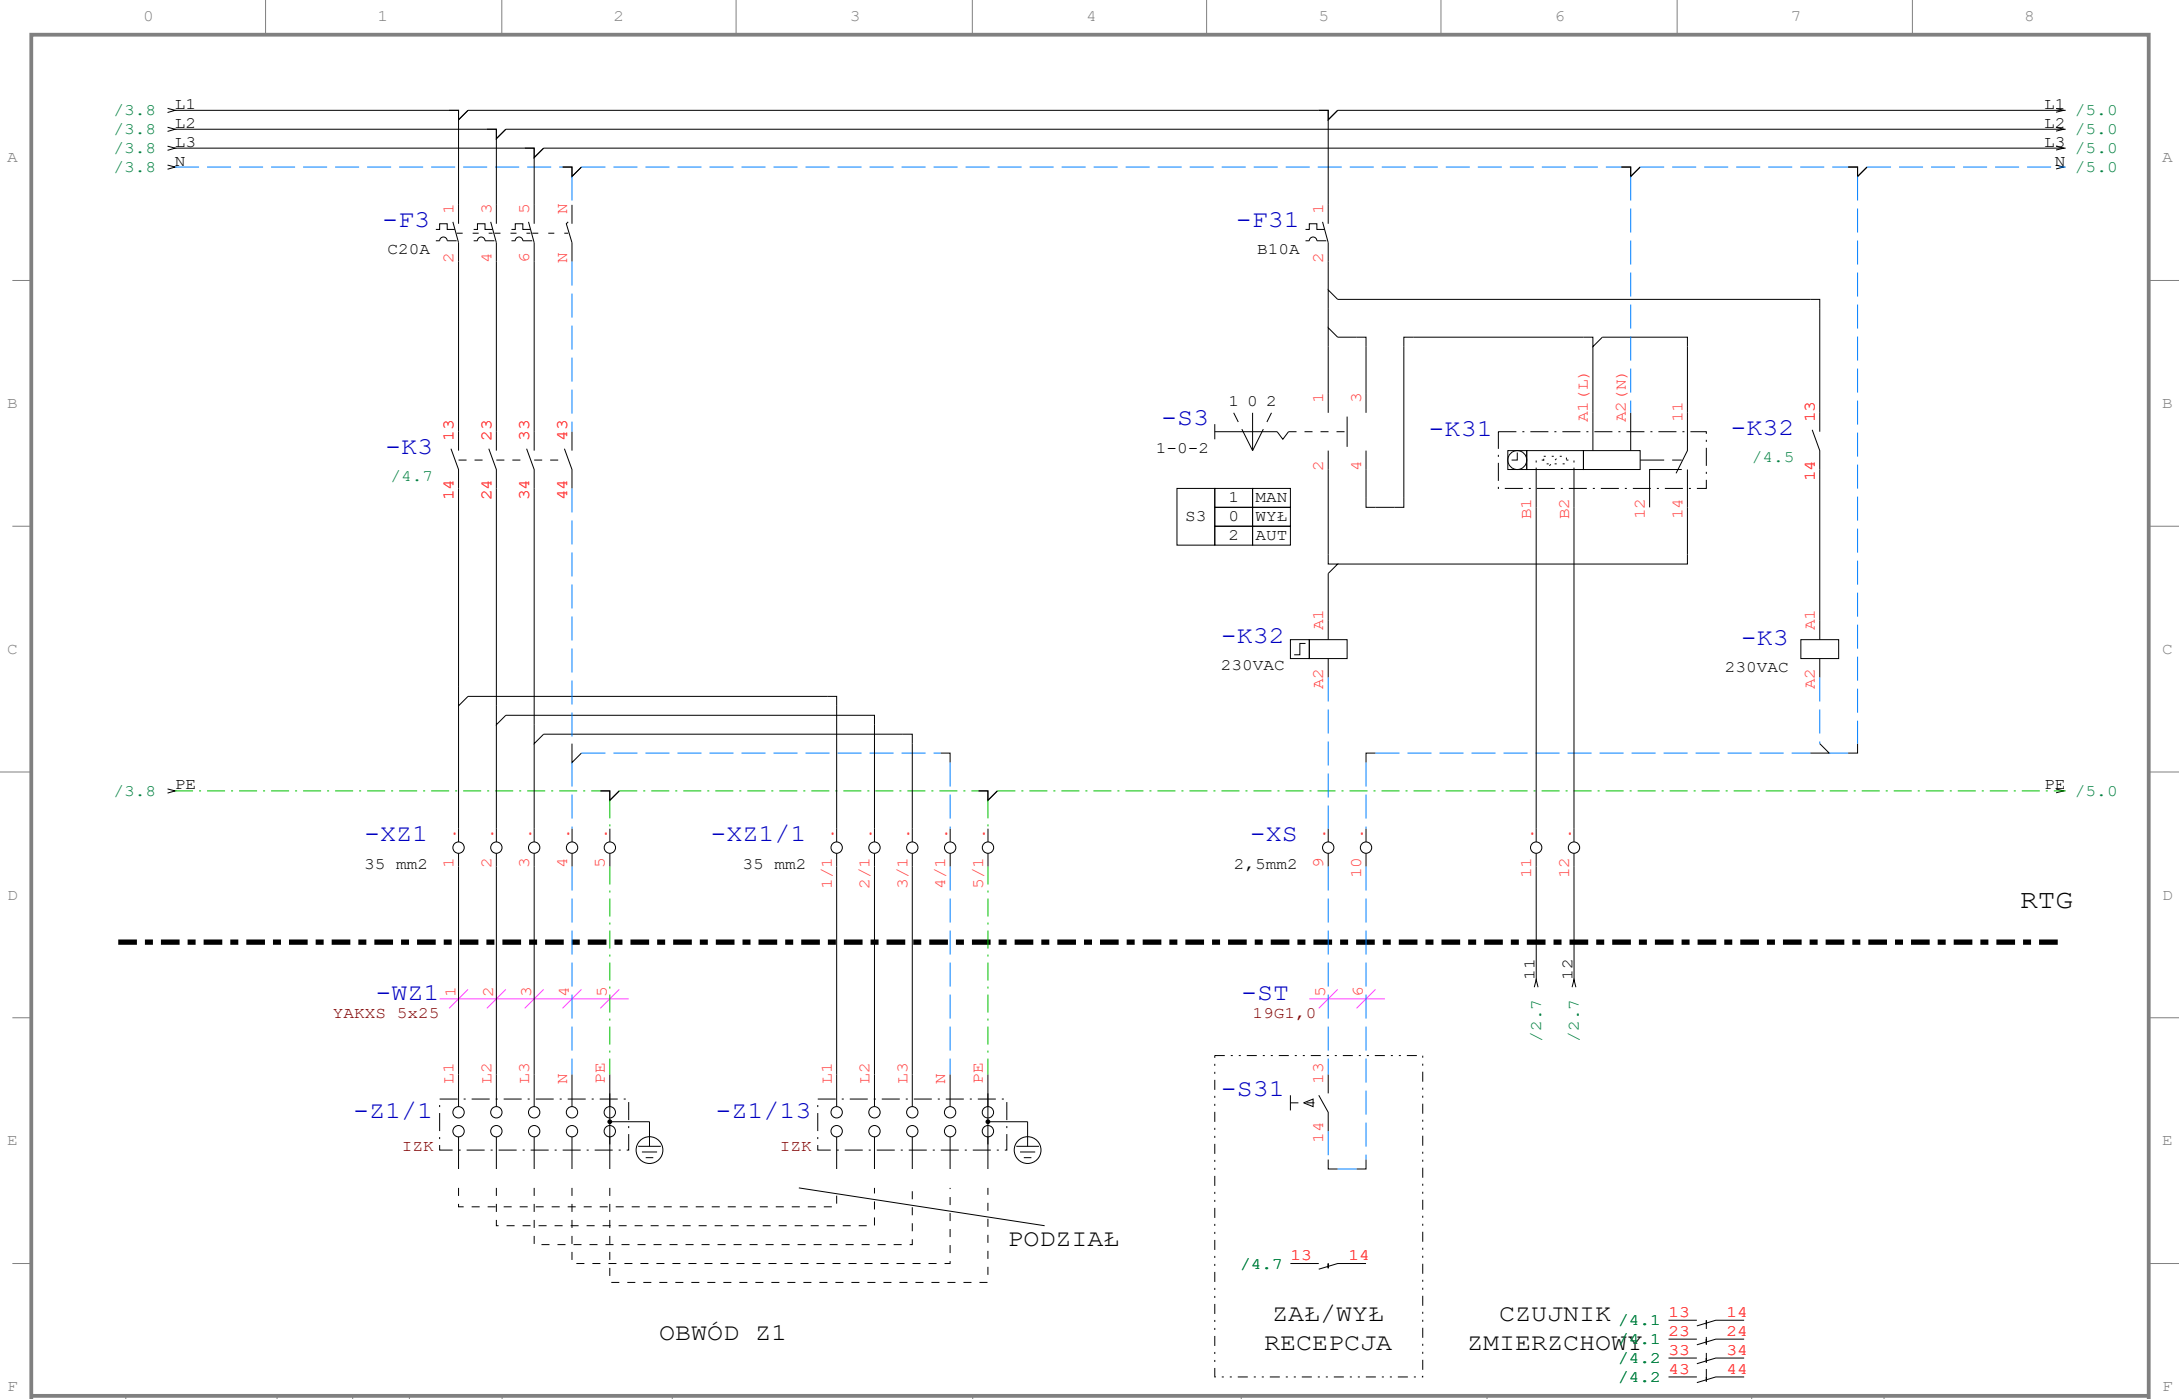 0 1 2 3 4 5 6 7 8
/3.8 L1 L1 /5.0
/3.8 L2 L2 /5.0
/3.8 L3 L3 /5.0
A /3.8 N N /5.0 A
1 3 5 N 1
-F3 -F31
C20A B10A
2 4 6 N 2
A1(L) A2(N) 11
1 0 2 1 3 13
B B
-S3 -K31 -K32
13 23 33 43
-K3 1-0-2 /4.5
/4.7 2 4 14
14 24 34 44
1 MAN
S3 0 WYŁ
2 AUT
B1 B2 12 14
A1 A1
-K32 -K3
C C
230VAC 230VAC
A2 A2
/3.8 PE PE /5.0
-XZ1 -XZ1/1 -XS
35 mm2 35 mm2 2,5mm2
1 2 3 4 5 1/1 2/1 3/1 4/1 5/1 9 10 11 12
D RTG D
11 12
-WZ1 1 2 3 4 5 -ST 5 6
YAKXS 5x25 19G1,0
/2.7 /2.7
L1 L2 L3 N PE L1 L2 L3 N PE 13
-S31
-Z1/1 -Z1/13
14
E IZK IZK E
PODZIAŁ
/4.7 13 14
ZAŁ/WYŁ CZUJNIK /4.1 13 14
OBWÓD Z1 RECEPCJA ZMIERZCHOWY /4.1 23 24
/4.2 33 34
/4.2 43 44
F F